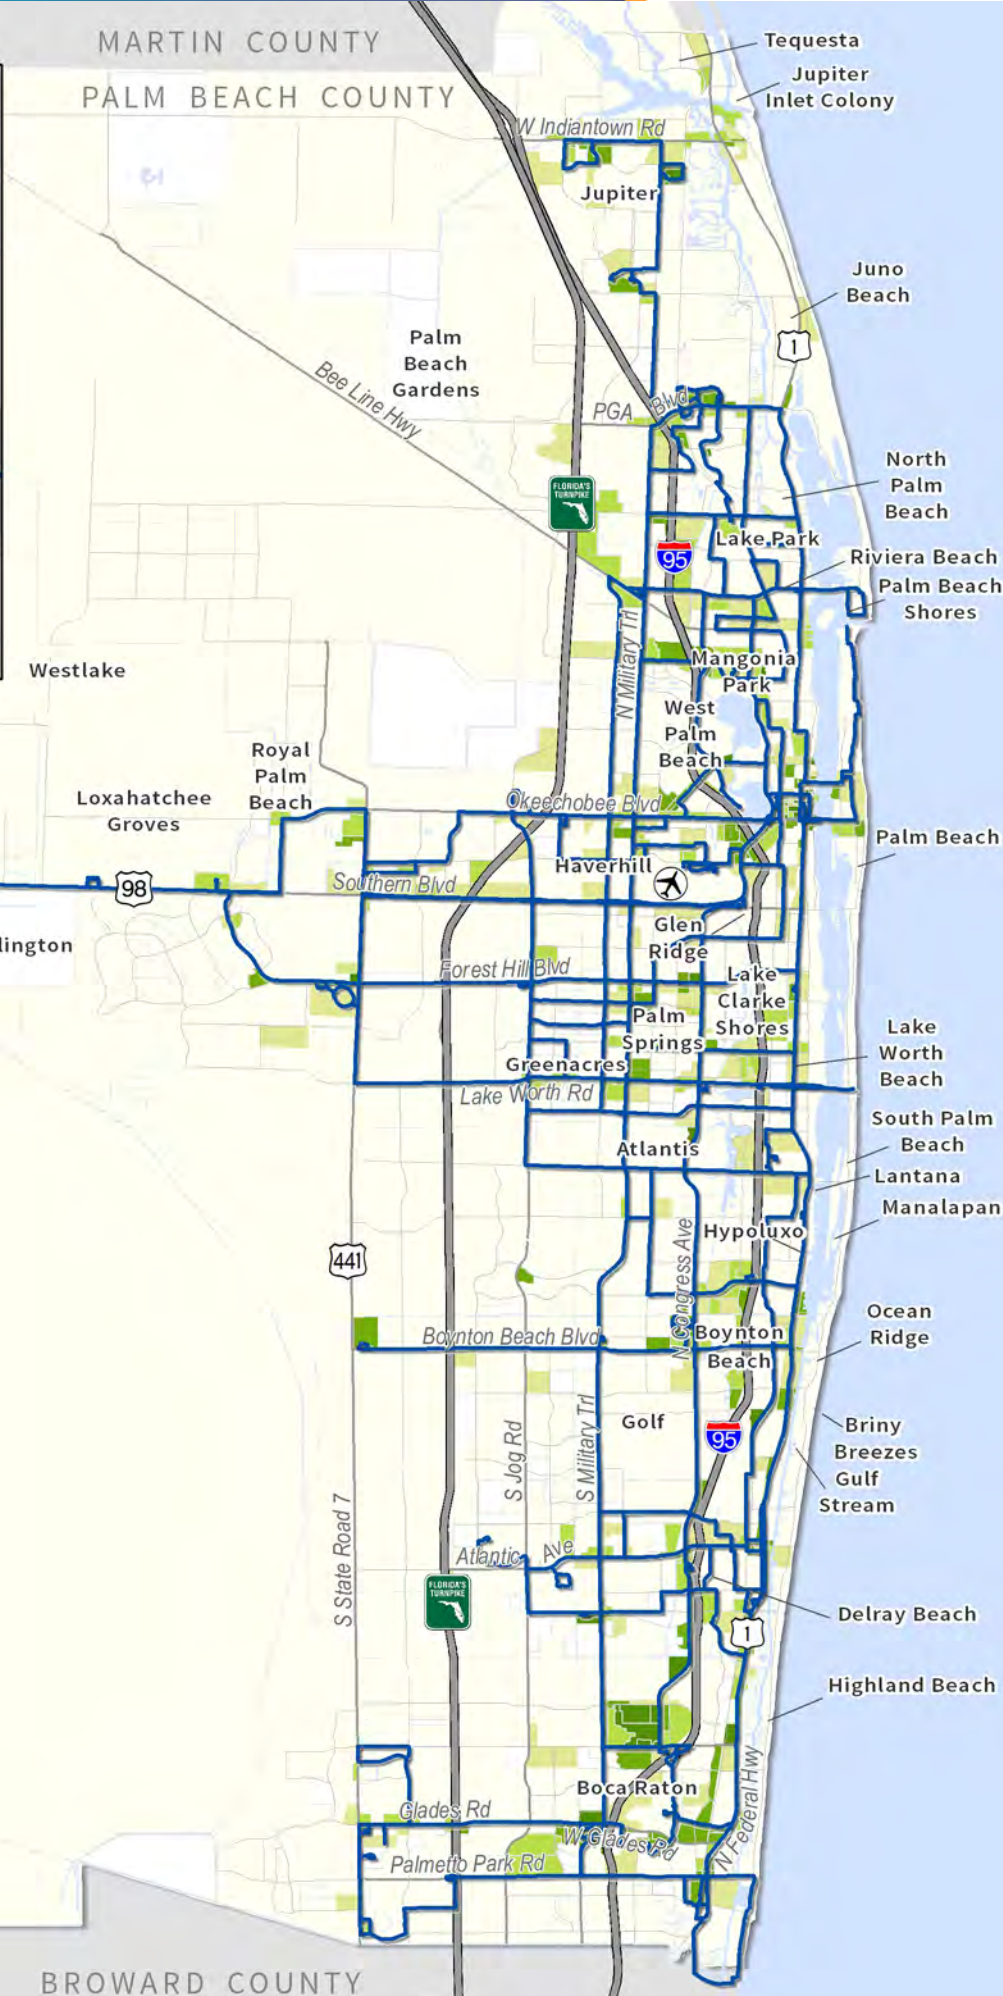 MARTIN COUNTY
PALM BEACH COUNTY
Tequesta
Jupiter
Inlet Colony
W Indiantown Rd
Jupiter
Juno
Beach
1
Palm
Beach
Gardens
Bee Line Hwy
PGA Blvd
North
Palm
Beach
FLORIDA'S
TURNPIKE
Lake Park
95
Riviera Beach
Palm Beach
Shores
N Military Trl
Westlake
Mangonia
Park
West
Palm
Beach
Royal
Palm
Beach
Loxahatchee
Groves
Okeechobee Blvd
Palm Beach
Haverhill
98
Southern Blvd
Glen
Ridge
lington
Forest Hill Blvd
Lake
Clarke
Shores
Palm
Springs
Lake
Worth
Beach
Greenacres
Lake Worth Rd
South Palm
Beach
Atlantis
Lantana
Manalapan
Hypoluxo
441
N Congress Ave
Ocean
Ridge
Boynton Beach Blvd
Boynton
Beach
Golf
95
Briny
Breezes
Gulf
Stream
S Jog Rd
S Military Trl
S State Road 7
Atlantic Ave
FLORIDA'S
TURNPIKE
Delray Beach
1
Highland Beach
Boca Raton
Glades Rd
W Glades Rd
N Federal Hwy
Palmetto Park Rd
BROWARD COUNTY